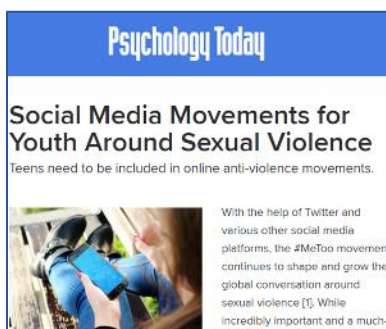 Psychology Today
Social Media Movements for
Youth Around Sexual Violence
Teens need to be included in online anti-violence movements.
With the help of Twitter and
various other social media
platforms, the #MeToo movement
continues to shape and grow the
global conversation around
sexual violence [1]. While
incredibly important and a much-